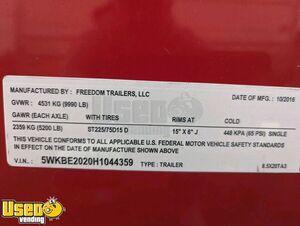 MANUFACTURED BY: FREEDOM TRAILERS, LLC DATE OF MFG.: 10/2016
GVWR: 4531 KG (9990 LB)
GAWR (EACH AXLE) WITH TIRES RIMS AT COLD
2359 KG (5200 LB) ST225/75D15 D 15" X 6" J 448 KPA (65 PSI) SINGLE
THIS VEHICLE CONFORMS TO ALL APPLICABLE U.S. FEDERAL MOTOR VEHICLE SAFETY STANDARDS
IN EFFECT ON THE DATE OF MANUFACTURE SHOWN ABOVE
V.I.N.: 5WKBE2020H1044359 TYPE: TRAILER 8.5X20TA3
Used
Vending
.com